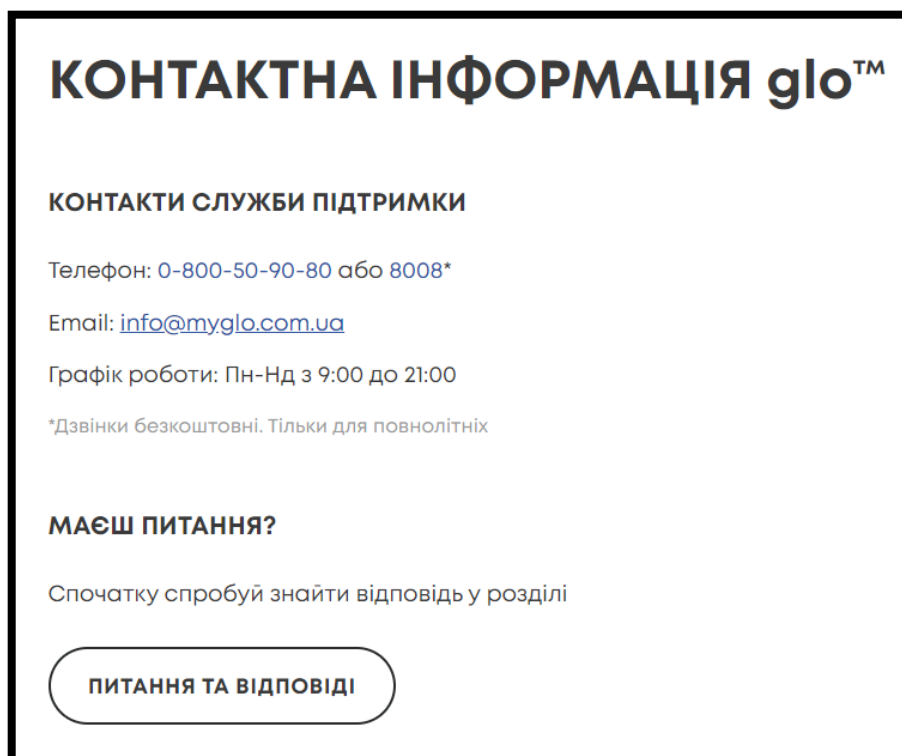 КОНТАКТНА ІНФОРМАЦІЯ glo™
КОНТАКТИ СЛУЖБИ ПІДТРИМКИ
Телефон: 0-800-50-90-80 або 8008*
Email: info@myglo.com.ua
Графік роботи: Пн-Нд з 9:00 до 21:00
*Дзвінки безкоштовні. Тільки для повнолітніх
МАЄШ ПИТАННЯ?
Спочатку спробуй знайти відповідь у розділі
ПИТАННЯ ТА ВІДПОВІДІ